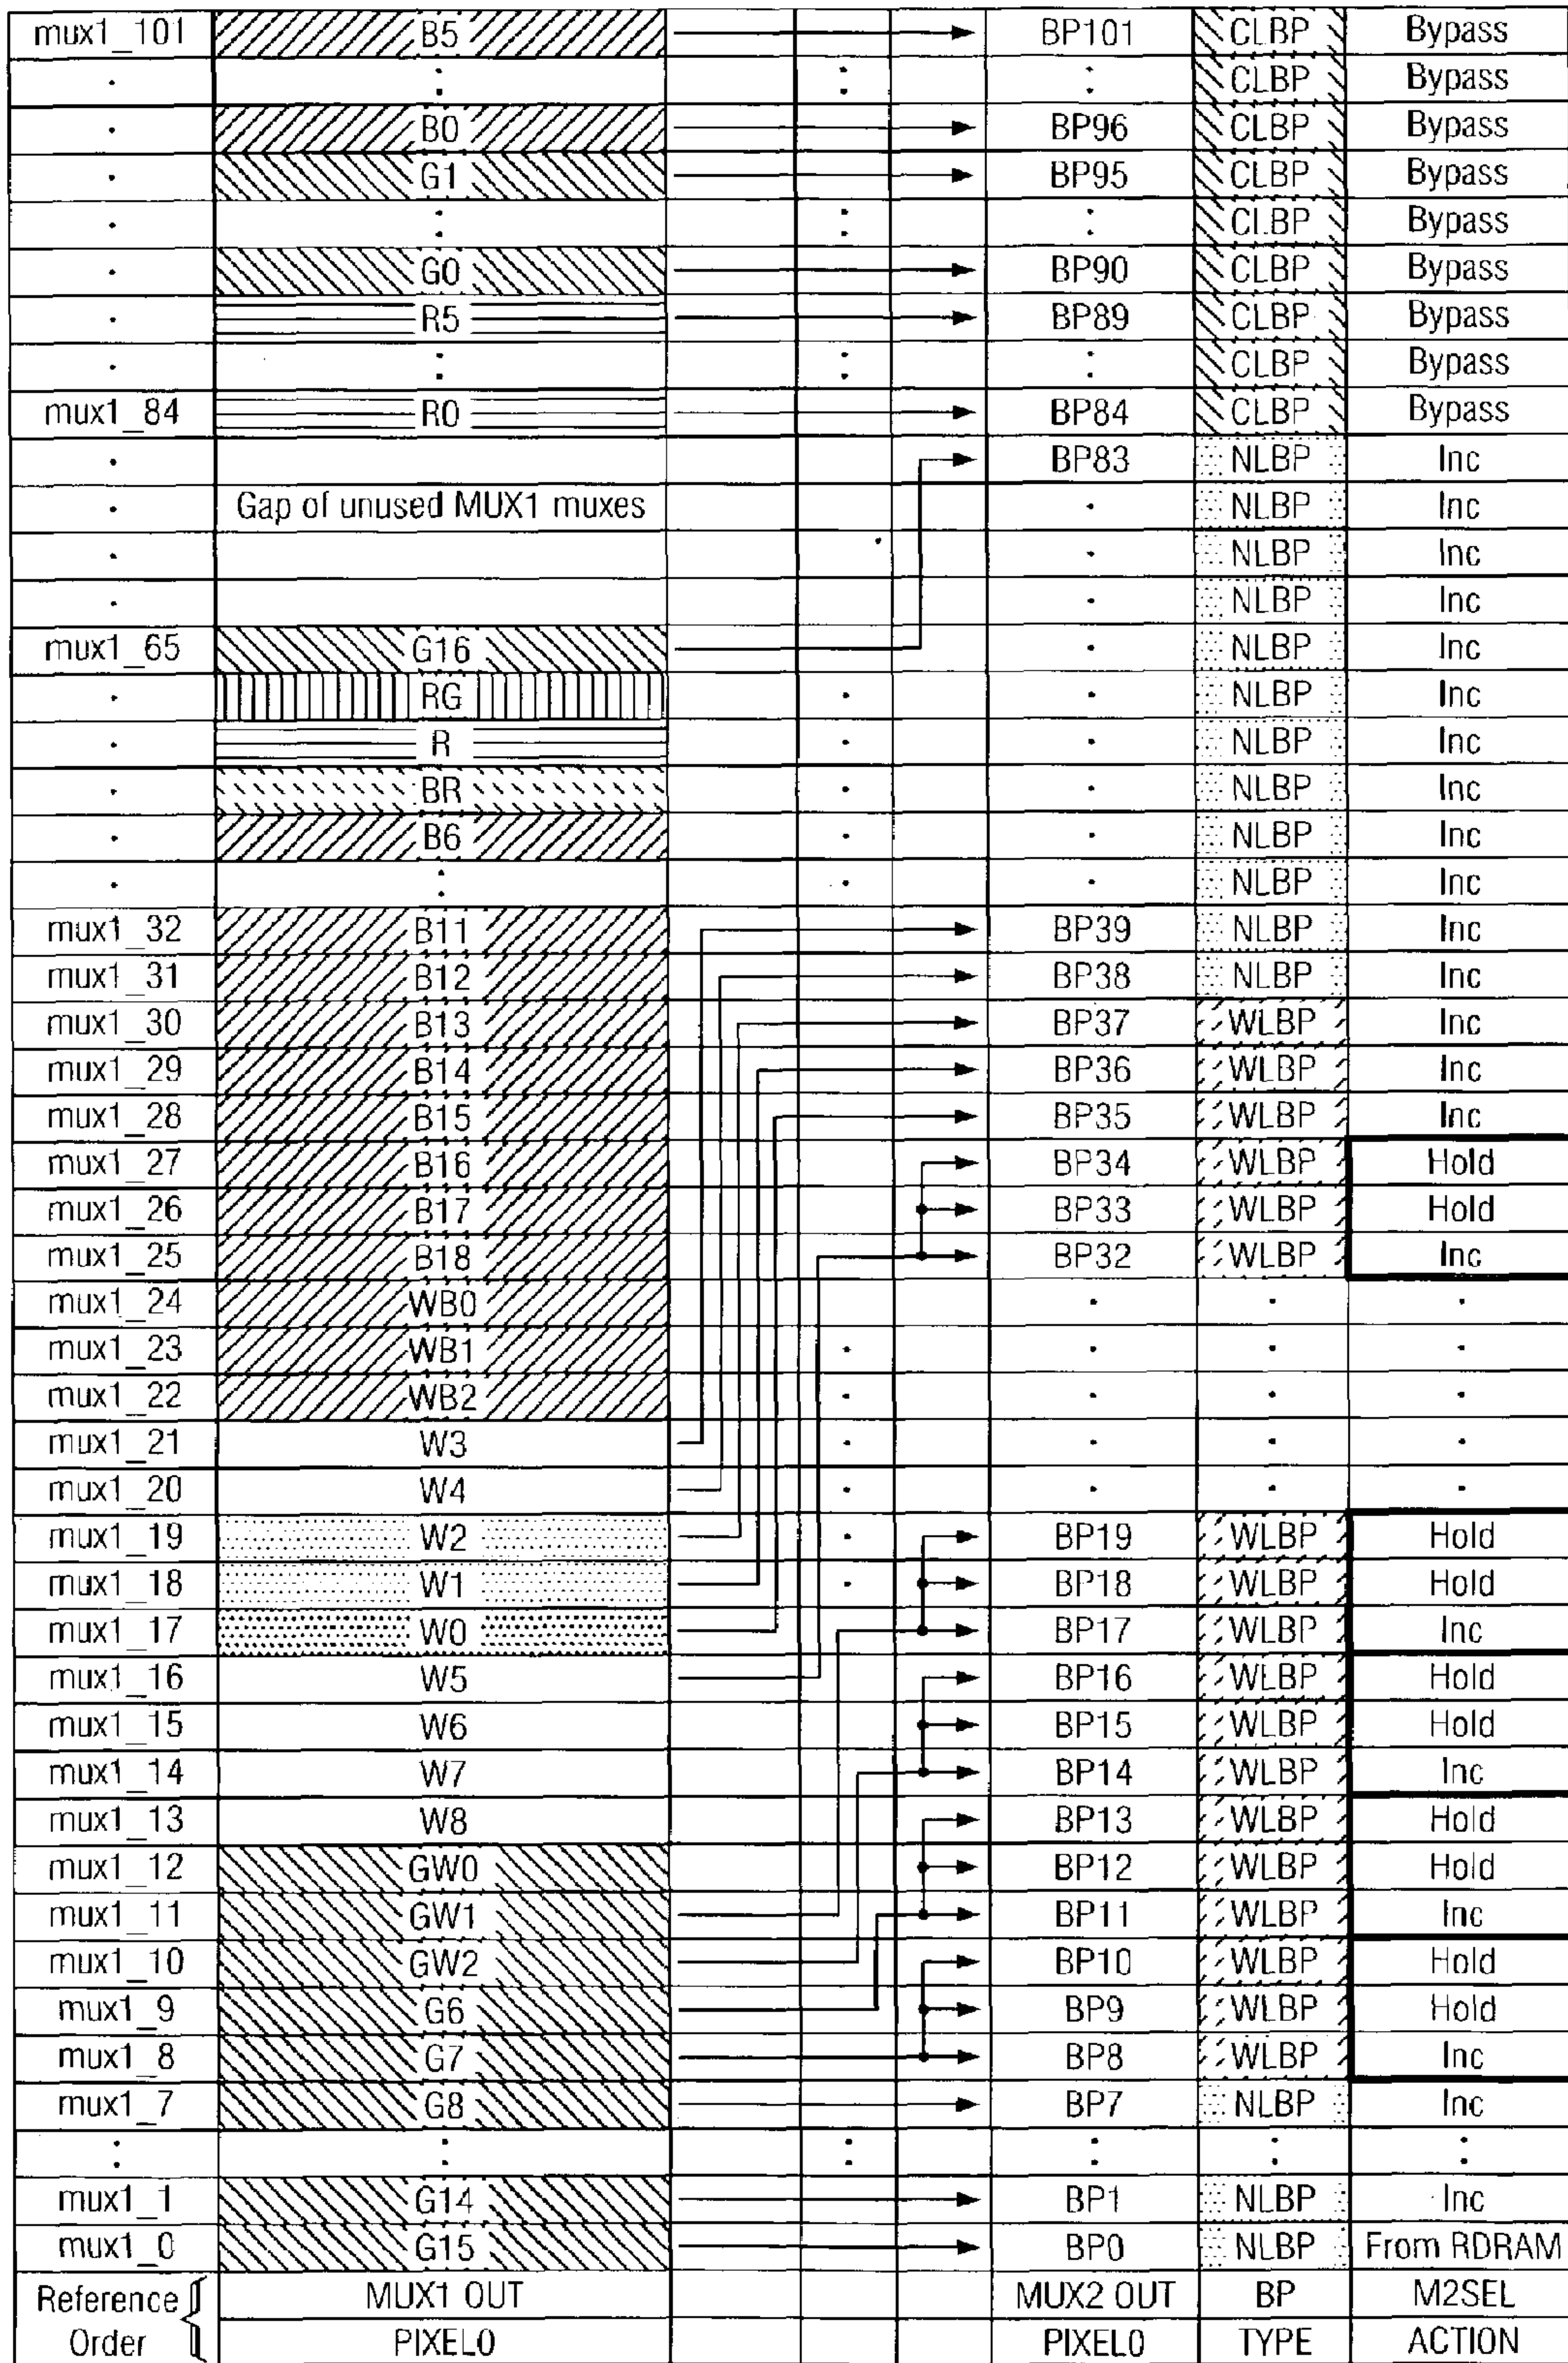 mux1_101 B5 BP101 CLBP Bypass
. : : : CLBP Bypass
. B0 BP96 CLBP Bypass
. G1 BP95 CLBP Bypass
. : : : CLBP Bypass
. G0 BP90 CLBP Bypass
. R5 BP89 CLBP Bypass
. : : : CLBP Bypass
mux1_84 R0 BP84 CLBP Bypass
. BP83 NLBP Inc
. Gap of unused MUX1 muxes . NLBP Inc
. . NLBP Inc
. . NLBP Inc
mux1_65 G16 . NLBP Inc
. RG . . NLBP Inc
. R . . NLBP Inc
. BR . . NLBP Inc
. B6 . . NLBP Inc
. : . . NLBP Inc
mux1_32 B11 BP39 NLBP Inc
mux1_31 B12 BP38 NLBP Inc
mux1_30 B13 BP37 WLBP Inc
mux1_29 B14 BP36 WLBP Inc
mux1_28 B15 BP35 WLBP Inc
mux1_27 B16 BP34 WLBP Hold
mux1_26 B17 BP33 WLBP Hold
mux1_25 B18 BP32 WLBP Inc
mux1_24 WB0 . . .
mux1_23 WB1 . . . .
mux1_22 WB2 . . . .
mux1_21 W3 . . . .
mux1_20 W4 . . . .
mux1_19 W2 . BP19 WLBP Hold
mux1_18 W1 . BP18 WLBP Hold
mux1_17 W0 BP17 WLBP Inc
mux1_16 W5 BP16 WLBP Hold
mux1_15 W6 BP15 WLBP Hold
mux1_14 W7 BP14 WLBP Inc
mux1_13 W8 BP13 WLBP Hold
mux1_12 GW0 BP12 WLBP Hold
mux1_11 GW1 BP11 WLBP Inc
mux1_10 GW2 BP10 WLBP Hold
mux1_9 G6 BP9 WLBP Hold
mux1_8 G7 BP8 WLBP Inc
mux1_7 G8 BP7 NLBP Inc
: : : : : :
mux1_1 G14 BP1 NLBP Inc
mux1_0 G15 BP0 NLBP From RDRAM
Reference MUX1 OUT MUX2 OUT BP M2SEL
Order PIXEL0 PIXEL0 TYPE ACTION